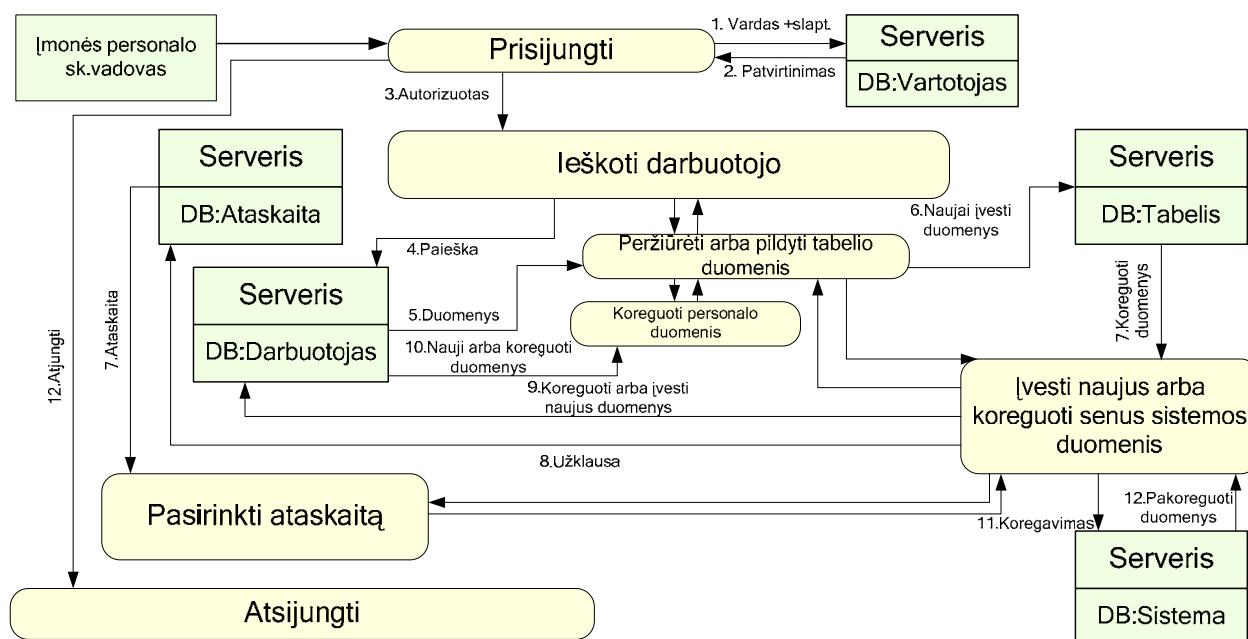 Įmonės personalo
sk.vadovas
Prisijungti
1. Vardas +slapt.
2. Patvirtinimas
Serveris
DB:Vartotojas
3.Autorizuotas
Serveris
DB:Ataskaita
Ieškoti darbuotojo
Serveris
DB:Tabelis
4.Paieška
Peržiūrėti arba pildyti tabelio
duomenis
6.Naujai įvesti
duomenys
Serveris
DB:Darbuotojas
5.Duomenys
Koreguoti personalo
duomenis
10.Nauji arba koreguoti
duomenys
9.Koreguoti arba įvesti
naujus duomenys
7.Koreguoti
duomenys
12.Atjungti
7.Ataskaita
Įvesti naujus arba
koreguoti senus sistemos
duomenis
8.Užklausa
Pasirinkti ataskaitą
11.Koregavimas
12.Pakoreguoti
duomenys
Serveris
DB:Sistema
Atsijungti